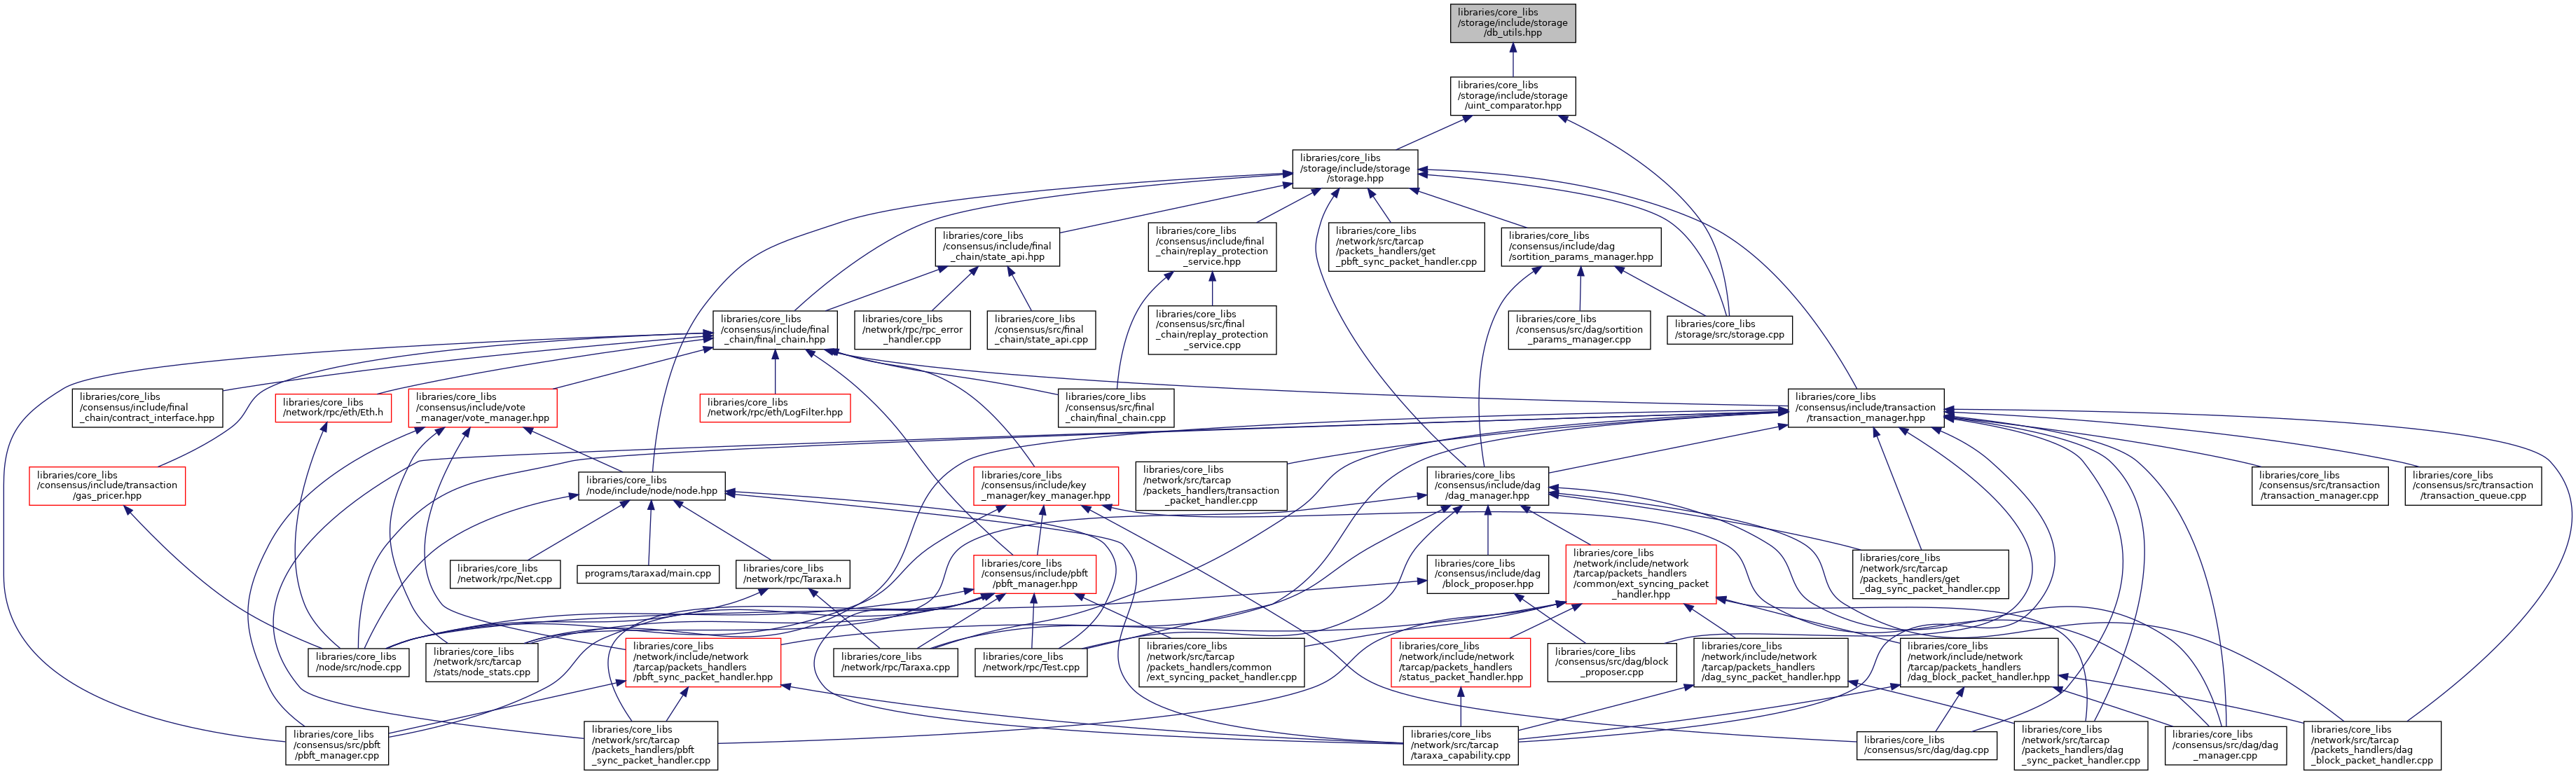 libraries/core_libs
/storage/include/storage
/db_utils.hpp
libraries/core_libs
/storage/include/storage
/uint_comparator.hpp
libraries/core_libs
/storage/include/storage
/storage.hpp
libraries/core_libs
/consensus/include/final
_chain/state_api.hpp
libraries/core_libs
/consensus/include/final
_chain/replay_protection
_service.hpp
libraries/core_libs
/network/src/tarcap
/packets_handlers/get
_pbft_sync_packet_handler.cpp
libraries/core_libs
/consensus/include/dag
/sortition_params_manager.hpp
libraries/core_libs
/consensus/include/final
_chain/final_chain.hpp
libraries/core_libs
/network/rpc/rpc_error
_handler.cpp
libraries/core_libs
/consensus/src/final
_chain/state_api.cpp
libraries/core_libs
/consensus/src/final
_chain/replay_protection
_service.cpp
libraries/core_libs
/consensus/src/dag/sortition
_params_manager.cpp
libraries/core_libs
/storage/src/storage.cpp
libraries/core_libs
/consensus/include/final
_chain/contract_interface.hpp
libraries/core_libs
/network/rpc/eth/Eth.h
libraries/core_libs
/consensus/include/vote
_manager/vote_manager.hpp
libraries/core_libs
/network/rpc/eth/LogFilter.hpp
libraries/core_libs
/consensus/src/final
_chain/final_chain.cpp
libraries/core_libs
/consensus/include/transaction
/transaction_manager.hpp
libraries/core_libs
/consensus/include/transaction
/gas_pricer.hpp
libraries/core_libs
/node/include/node/node.hpp
libraries/core_libs
/consensus/include/key
_manager/key_manager.hpp
libraries/core_libs
/network/src/tarcap
/packets_handlers/transaction
_packet_handler.cpp
libraries/core_libs
/consensus/include/dag
/dag_manager.hpp
libraries/core_libs
/consensus/src/transaction
/transaction_manager.cpp
libraries/core_libs
/consensus/src/transaction
/transaction_queue.cpp
libraries/core_libs
/network/rpc/Net.cpp
programs/taraxad/main.cpp
libraries/core_libs
/network/rpc/Taraxa.h
libraries/core_libs
/consensus/include/pbft
/pbft_manager.hpp
libraries/core_libs
/consensus/include/dag
/block_proposer.hpp
libraries/core_libs
/network/include/network
/tarcap/packets_handlers
/common/ext_syncing_packet
_handler.hpp
libraries/core_libs
/network/src/tarcap
/packets_handlers/get
_dag_sync_packet_handler.cpp
libraries/core_libs
/node/src/node.cpp
libraries/core_libs
/network/src/tarcap
/stats/node_stats.cpp
libraries/core_libs
/network/include/network
/tarcap/packets_handlers
/pbft_sync_packet_handler.hpp
libraries/core_libs
/network/rpc/Taraxa.cpp
libraries/core_libs
/network/rpc/Test.cpp
libraries/core_libs
/network/src/tarcap
/packets_handlers/common
/ext_syncing_packet_handler.cpp
libraries/core_libs
/network/include/network
/tarcap/packets_handlers
/status_packet_handler.hpp
libraries/core_libs
/consensus/src/dag/block
_proposer.cpp
libraries/core_libs
/network/include/network
/tarcap/packets_handlers
/dag_sync_packet_handler.hpp
libraries/core_libs
/network/include/network
/tarcap/packets_handlers
/dag_block_packet_handler.hpp
libraries/core_libs
/consensus/src/pbft
/pbft_manager.cpp
libraries/core_libs
/network/src/tarcap
/packets_handlers/pbft
_sync_packet_handler.cpp
libraries/core_libs
/network/src/tarcap
/taraxa_capability.cpp
libraries/core_libs
/consensus/src/dag/dag.cpp
libraries/core_libs
/network/src/tarcap
/packets_handlers/dag
_sync_packet_handler.cpp
libraries/core_libs
/consensus/src/dag/dag
_manager.cpp
libraries/core_libs
/network/src/tarcap
/packets_handlers/dag
_block_packet_handler.cpp